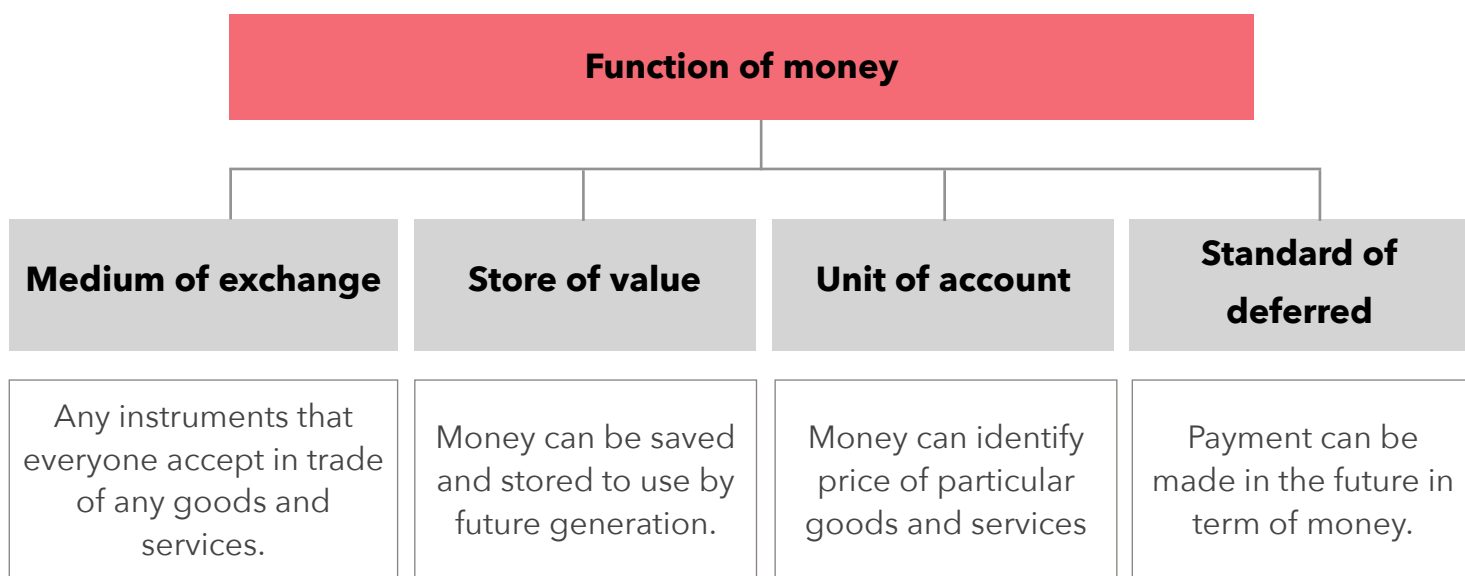 Function of money
Medium of exchange
Store of value
Unit of account
Standard of
deferred
Any instruments that
everyone accept in trade
of any goods and
services.
Money can be saved
and stored to use by
future generation.
Money can identify
price of particular
goods and services
Payment can be
made in the future in
term of money.